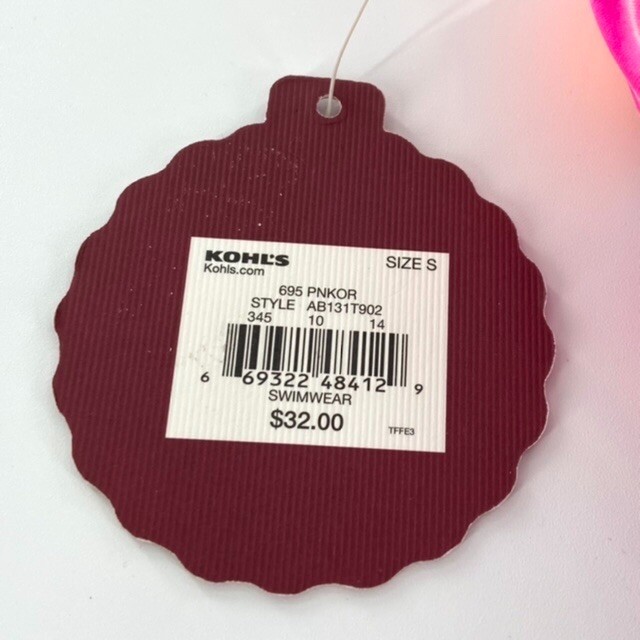 KOHL'S SIZE S
Kohls.com
695 PNKOR
STYLE AB131T902
345 10 14
6 69322 48412 9
SWIMWEAR
$32.00
TFFE3